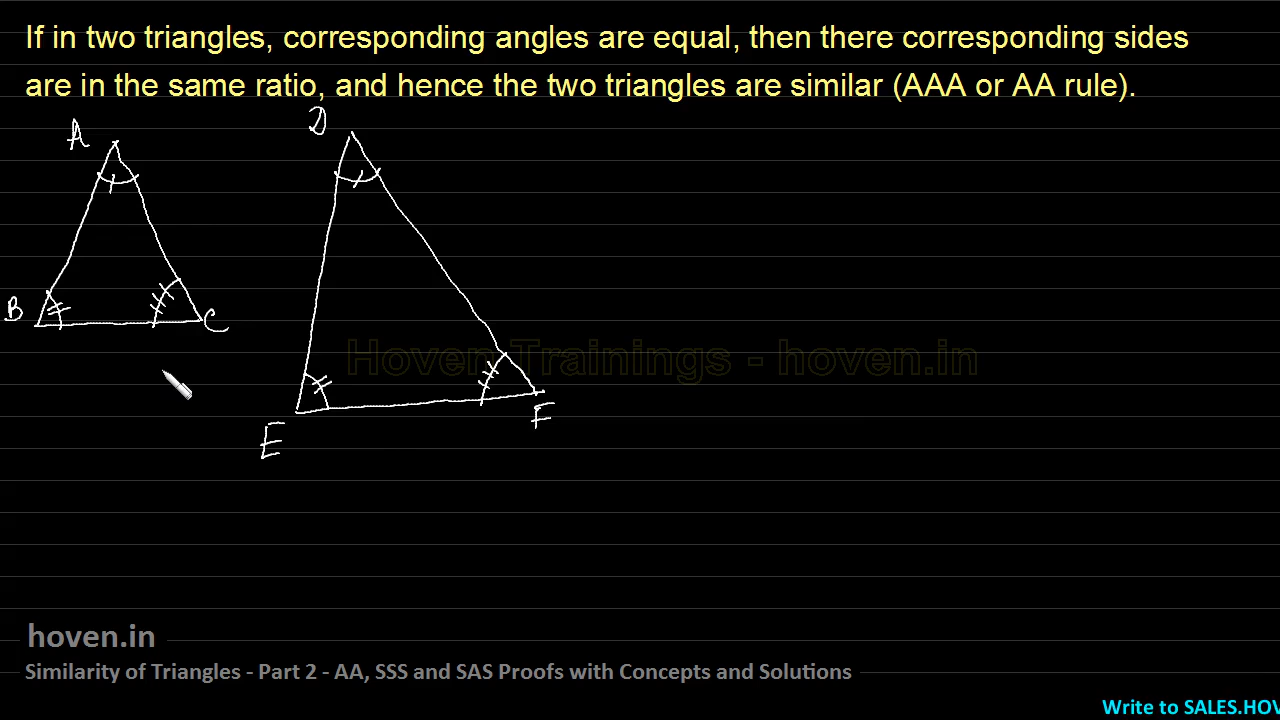 If in two triangles, corresponding angles are equal, then there corresponding sides
are in the same ratio, and hence the two triangles are similar (AAA or AA rule).
A
D
B
C
E
F
Hoven Trainings - hoven.in
hoven.in
Similarity of Triangles - Part 2 - AA, SSS and SAS Proofs with Concepts and Solutions
Write to SALES.HOV